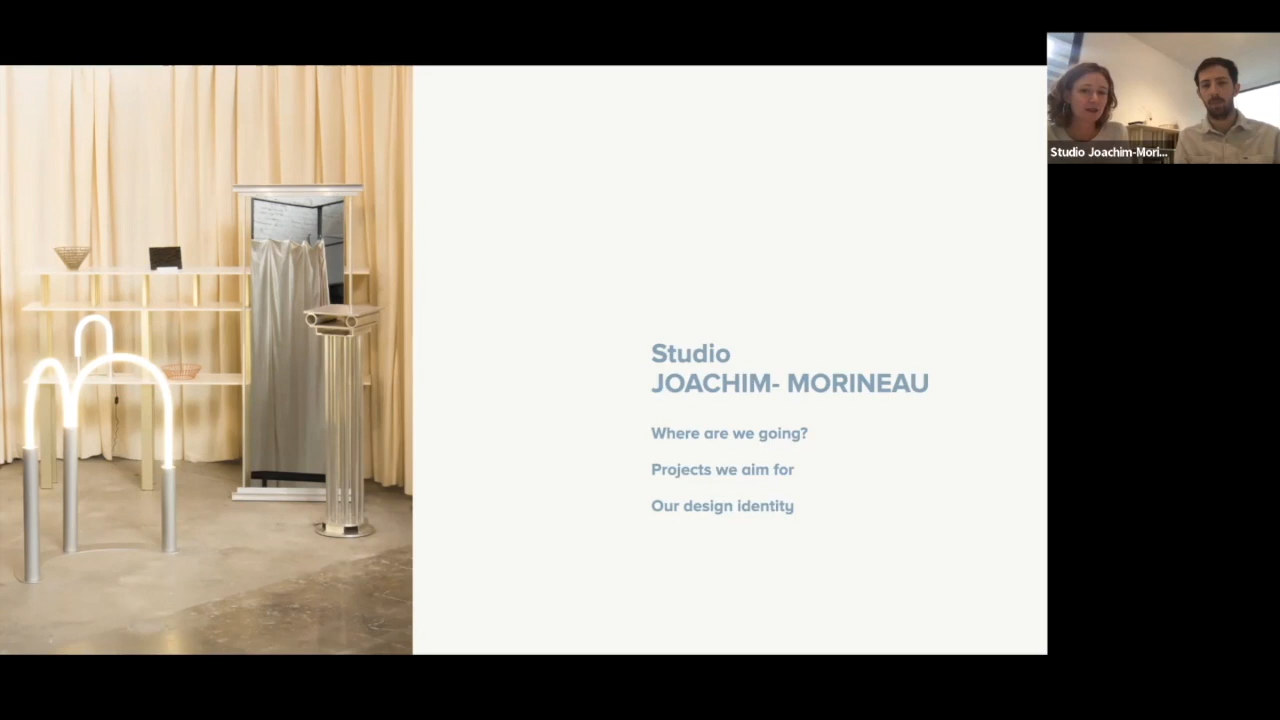 Studio
JOACHIM- MORINEAU
Where are we going?
Projects we aim for
Our design identity
Studio Joachim-Mori...